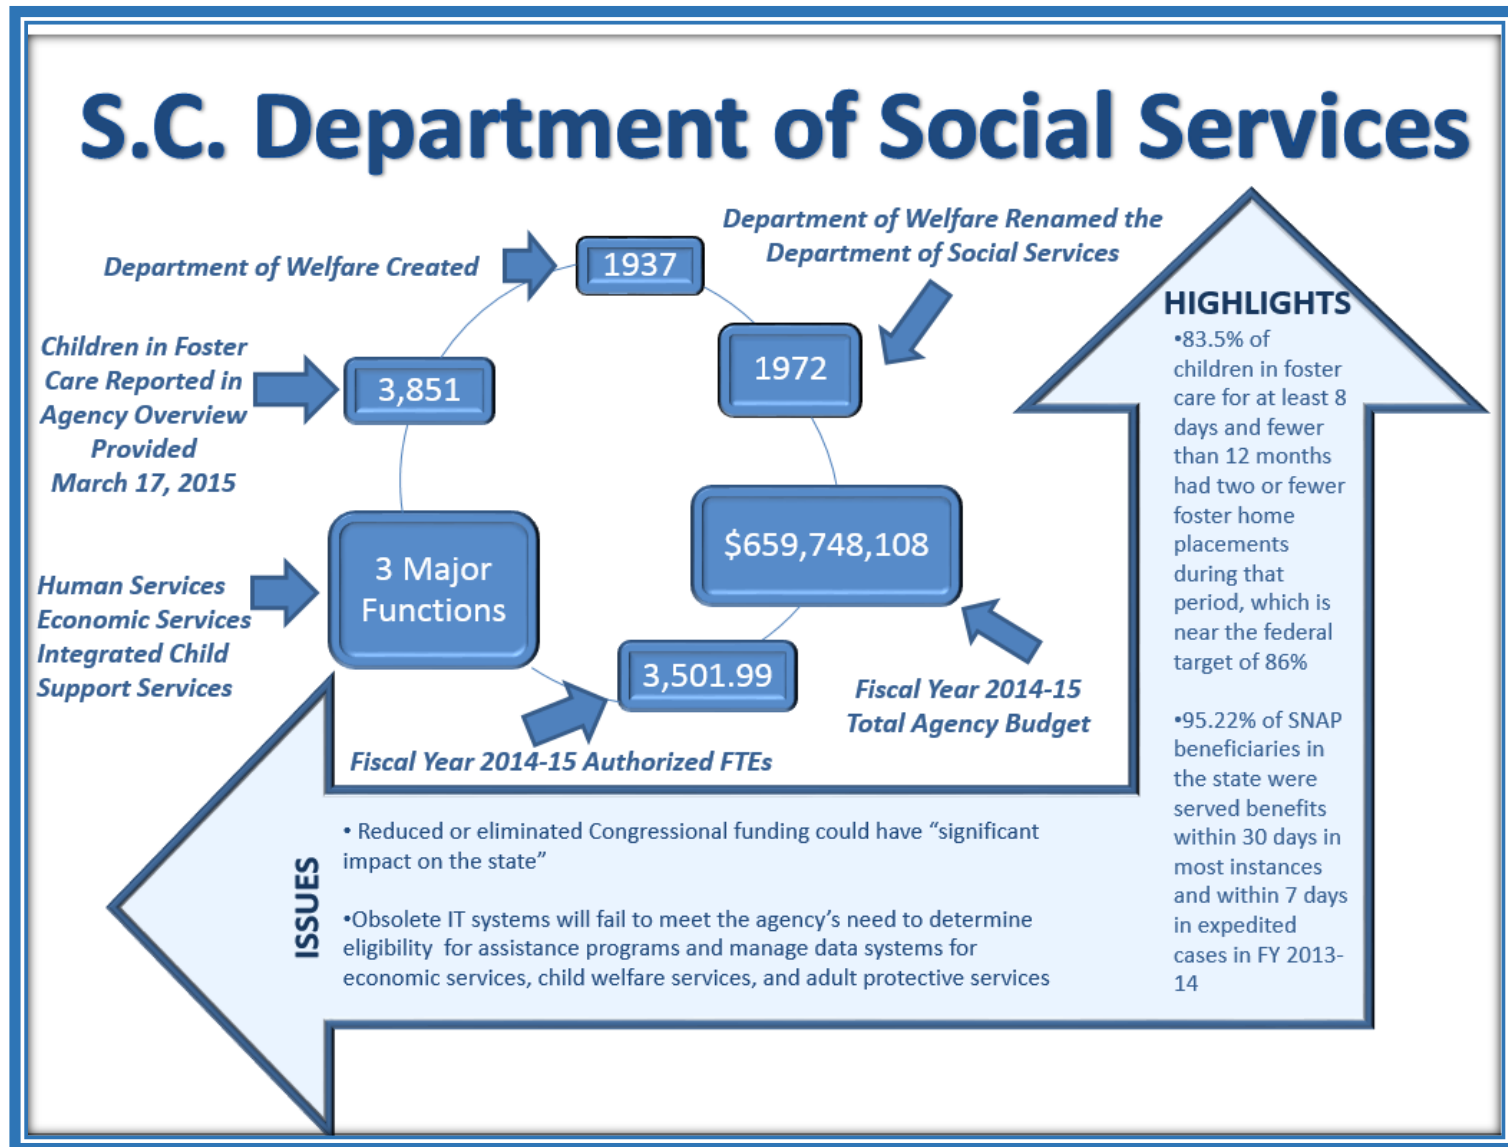 S.C. Department of Social Services
Department of Welfare Created
1937
Department of Welfare Renamed the
Department of Social Services
1972
Children in Foster
Care Reported in
Agency Overview
Provided
March 17, 2015
3,851
$659,748,108
Fiscal Year 2014-15
Total Agency Budget
3 Major
Functions
Human Services
Economic Services
Integrated Child
Support Services
3,501.99
Fiscal Year 2014-15 Authorized FTEs
HIGHLIGHTS
•83.5% of
children in foster
care for at least 8
days and fewer
than 12 months
had two or fewer
foster home
placements
during that
period, which is
near the federal
target of 86%
•95.22% of SNAP
beneficiaries in
the state were
served benefits
within 30 days in
most instances
and within 7 days
in expedited
cases in FY 2013-
14
ISSUES
• Reduced or eliminated Congressional funding could have “significant
impact on the state”
•Obsolete IT systems will fail to meet the agency’s need to determine
eligibility for assistance programs and manage data systems for
economic services, child welfare services, and adult protective services